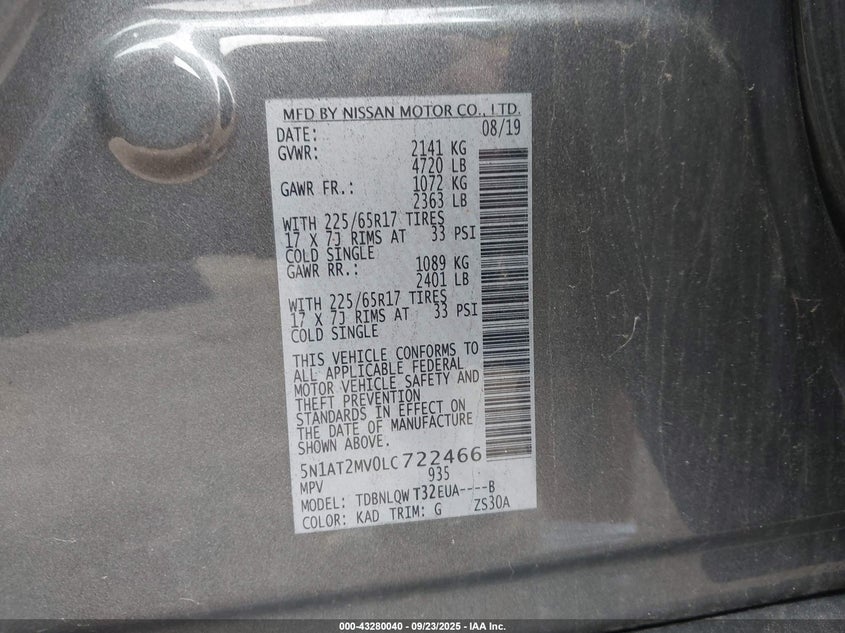 MFD BY NISSAN MOTOR CO., LTD.
DATE: 08/19
GVWR: 2141 KG
4720 LB
GAWR FR.: 1072 KG
2363 LB
WITH 225/65R17 TIRES
17 X 7J RIMS AT 33 PSI
COLD SINGLE
GAWR RR.: 1089 KG
2401 LB
WITH 225/65R17 TIRES
17 X 7J RIMS AT 33 PSI
COLD SINGLE
THIS VEHICLE CONFORMS TO
ALL APPLICABLE FEDERAL
MOTOR VEHICLE SAFETY AND
THEFT PREVENTION
STANDARDS IN EFFECT ON
THE DATE OF MANUFACTURE
SHOWN ABOVE.
5N1AT2MV0LC722466
MPV 935
MODEL: TDBNLQW T32EUA----B
COLOR: KAD TRIM: G ZS30A
000-43280040 - 09/23/2025 - IAA Inc.